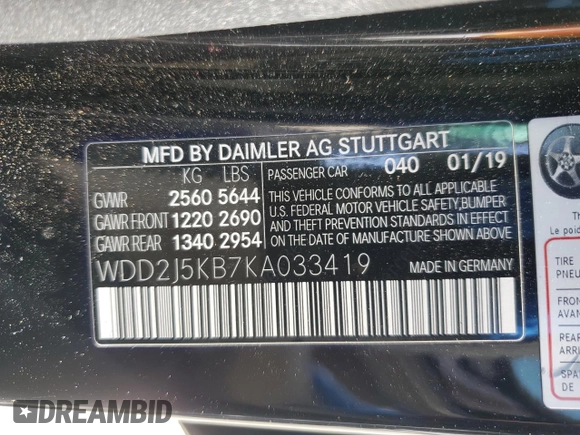 MFD BY DAIMLER AG STUTTGART
KG LBS
GVWR 2560 5644
GAWR FRONT 1220 2690
GAWR REAR 1340 2954
PASSENGER CAR 040 01/19
THIS VEHICLE CONFORMS TO ALL APPLICABLE
U.S. FEDERAL MOTOR VEHICLE SAFETY,BUMPER
AND THEFT PREVENTION STANDARDS IN
EFFECT ON THE DATE OF MANUFACTURE
SHOWN ABOVE.
WDD2J5KB7KA033419
MADE IN GERMANY
Le poid
TIRE
PNEU
FRON
AVAN
REAR
ARRI
SPA
DE
DREAMBID